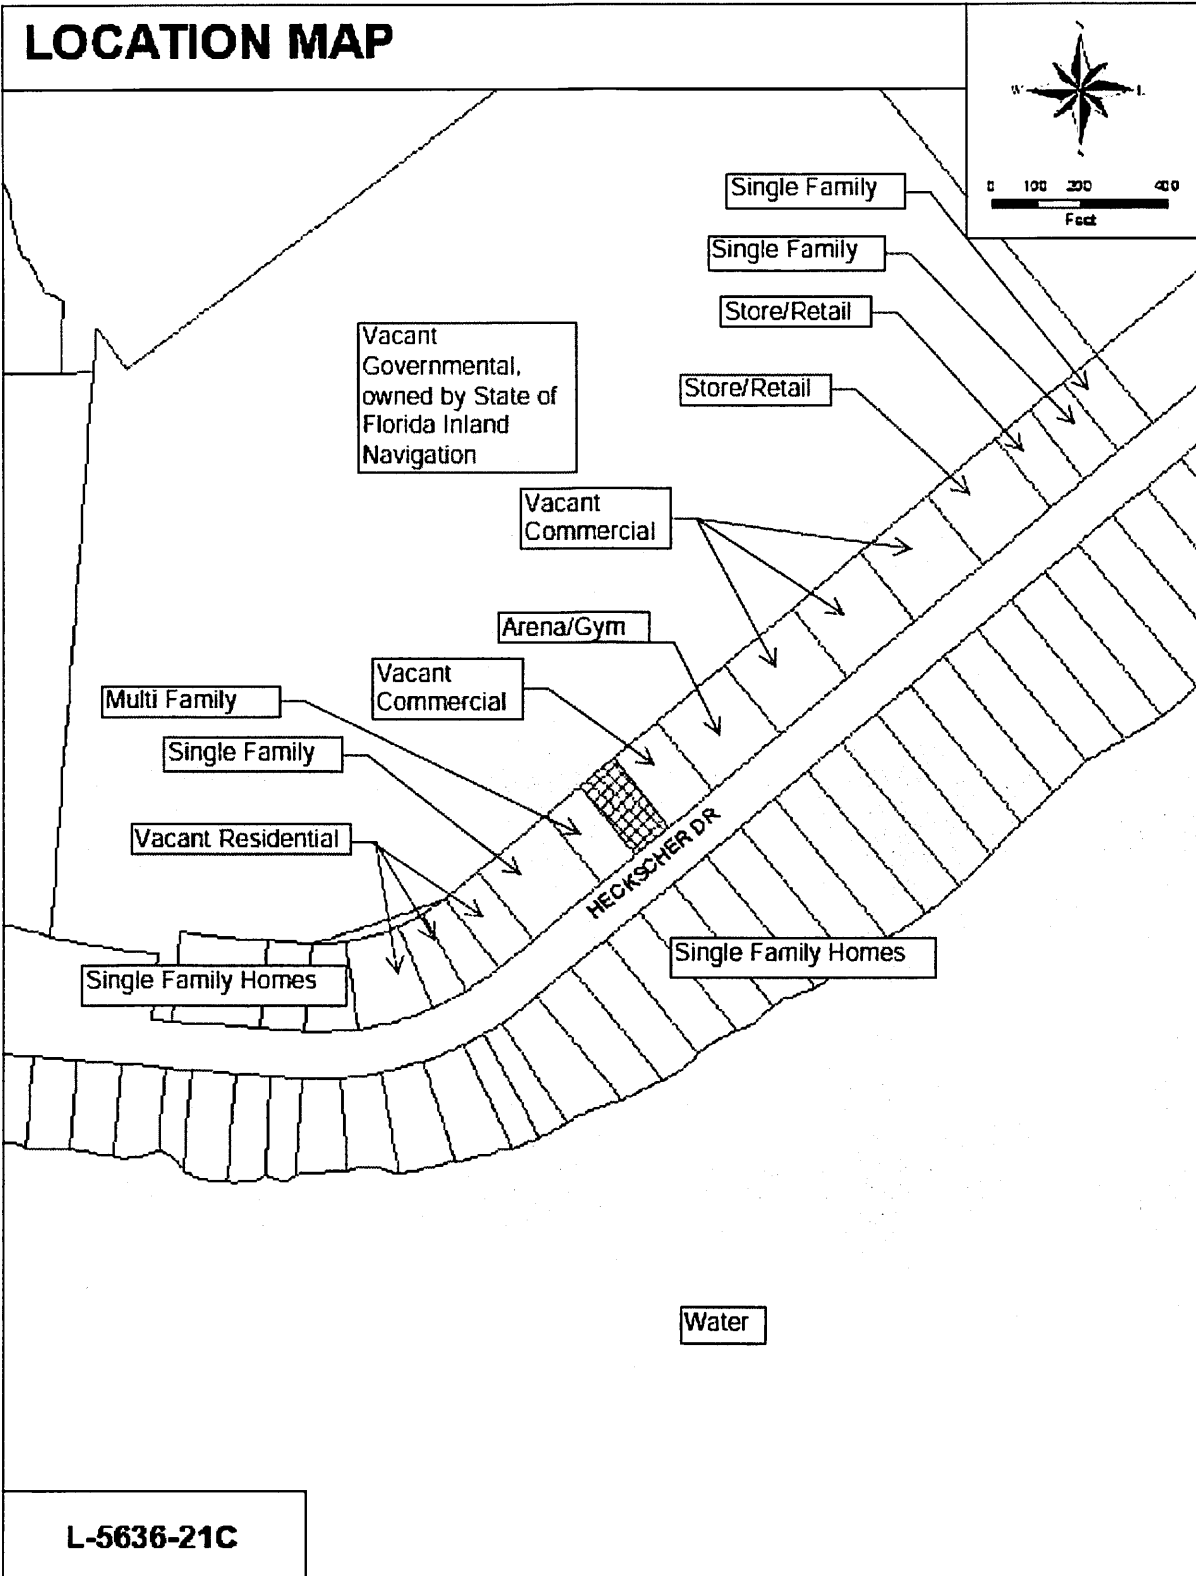 LOCATION MAP
W
0 100 200 400
Feet
Single Family
Single Family
Store/Retail
Store/Retail
Vacant
Governmental,
owned by State of
Florida Inland
Navigation
Vacant
Commercial
Arena/Gym
Vacant
Commercial
Multi Family
Single Family
Vacant Residential
HECKSCHER DR
Single Family Homes
Single Family Homes
Water
L-5636-21C